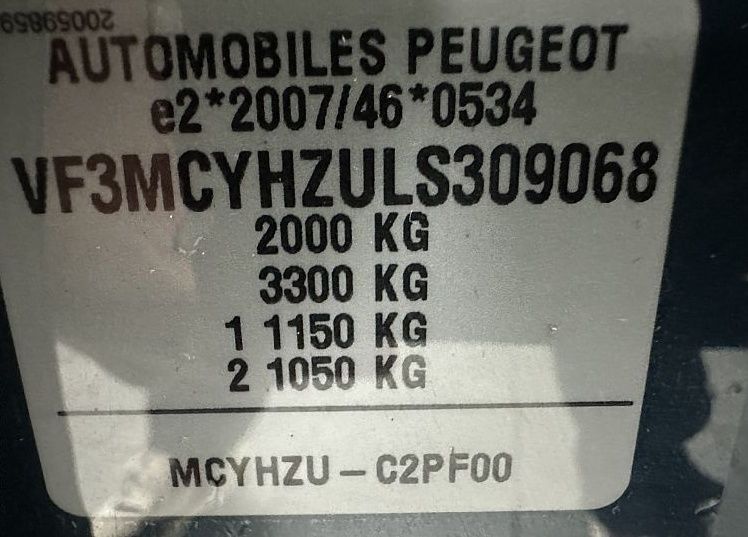 20059859
AUTOMOBILES PEUGEOT
e2*2007/46*0534
VF3MCYHZULS309068
2000 KG
3300 KG
1 1150 KG
2 1050 KG
MCYHZU – C2PF00